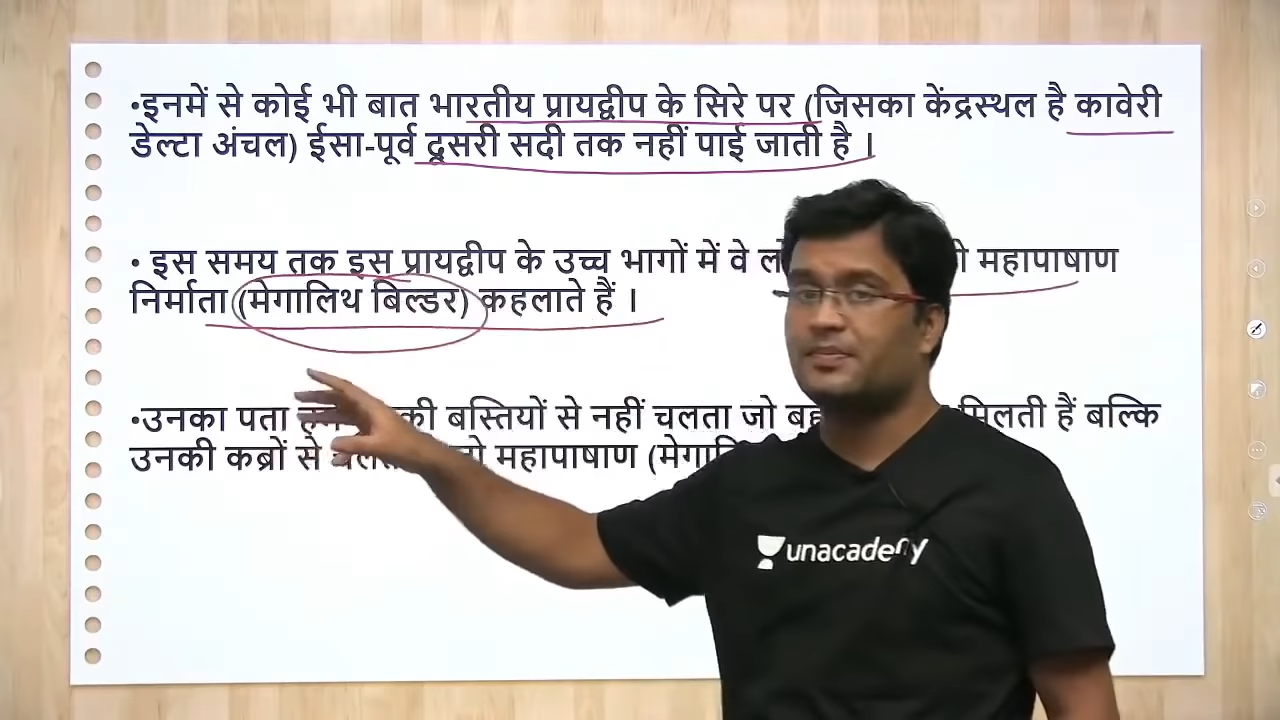 •इनमें से कोई भी बात भारतीय प्रायद्वीप के सिरे पर (जिसका केंद्रस्थल है कावेरी
डेल्टा अंचल) ईसा-पूर्व दूसरी सदी तक नहीं पाई जाती है ।
• इस समय तक इस प्रायद्वीप के उच्च भागों में वे महापाषाण
निर्माता (मेगालिथ बिल्डर) कहलाते हैं ।
•उनका पता की बस्तियों से नहीं चलता जो मिलती हैं बल्कि
उनकी कब्रों से महापाषाण
unacademy